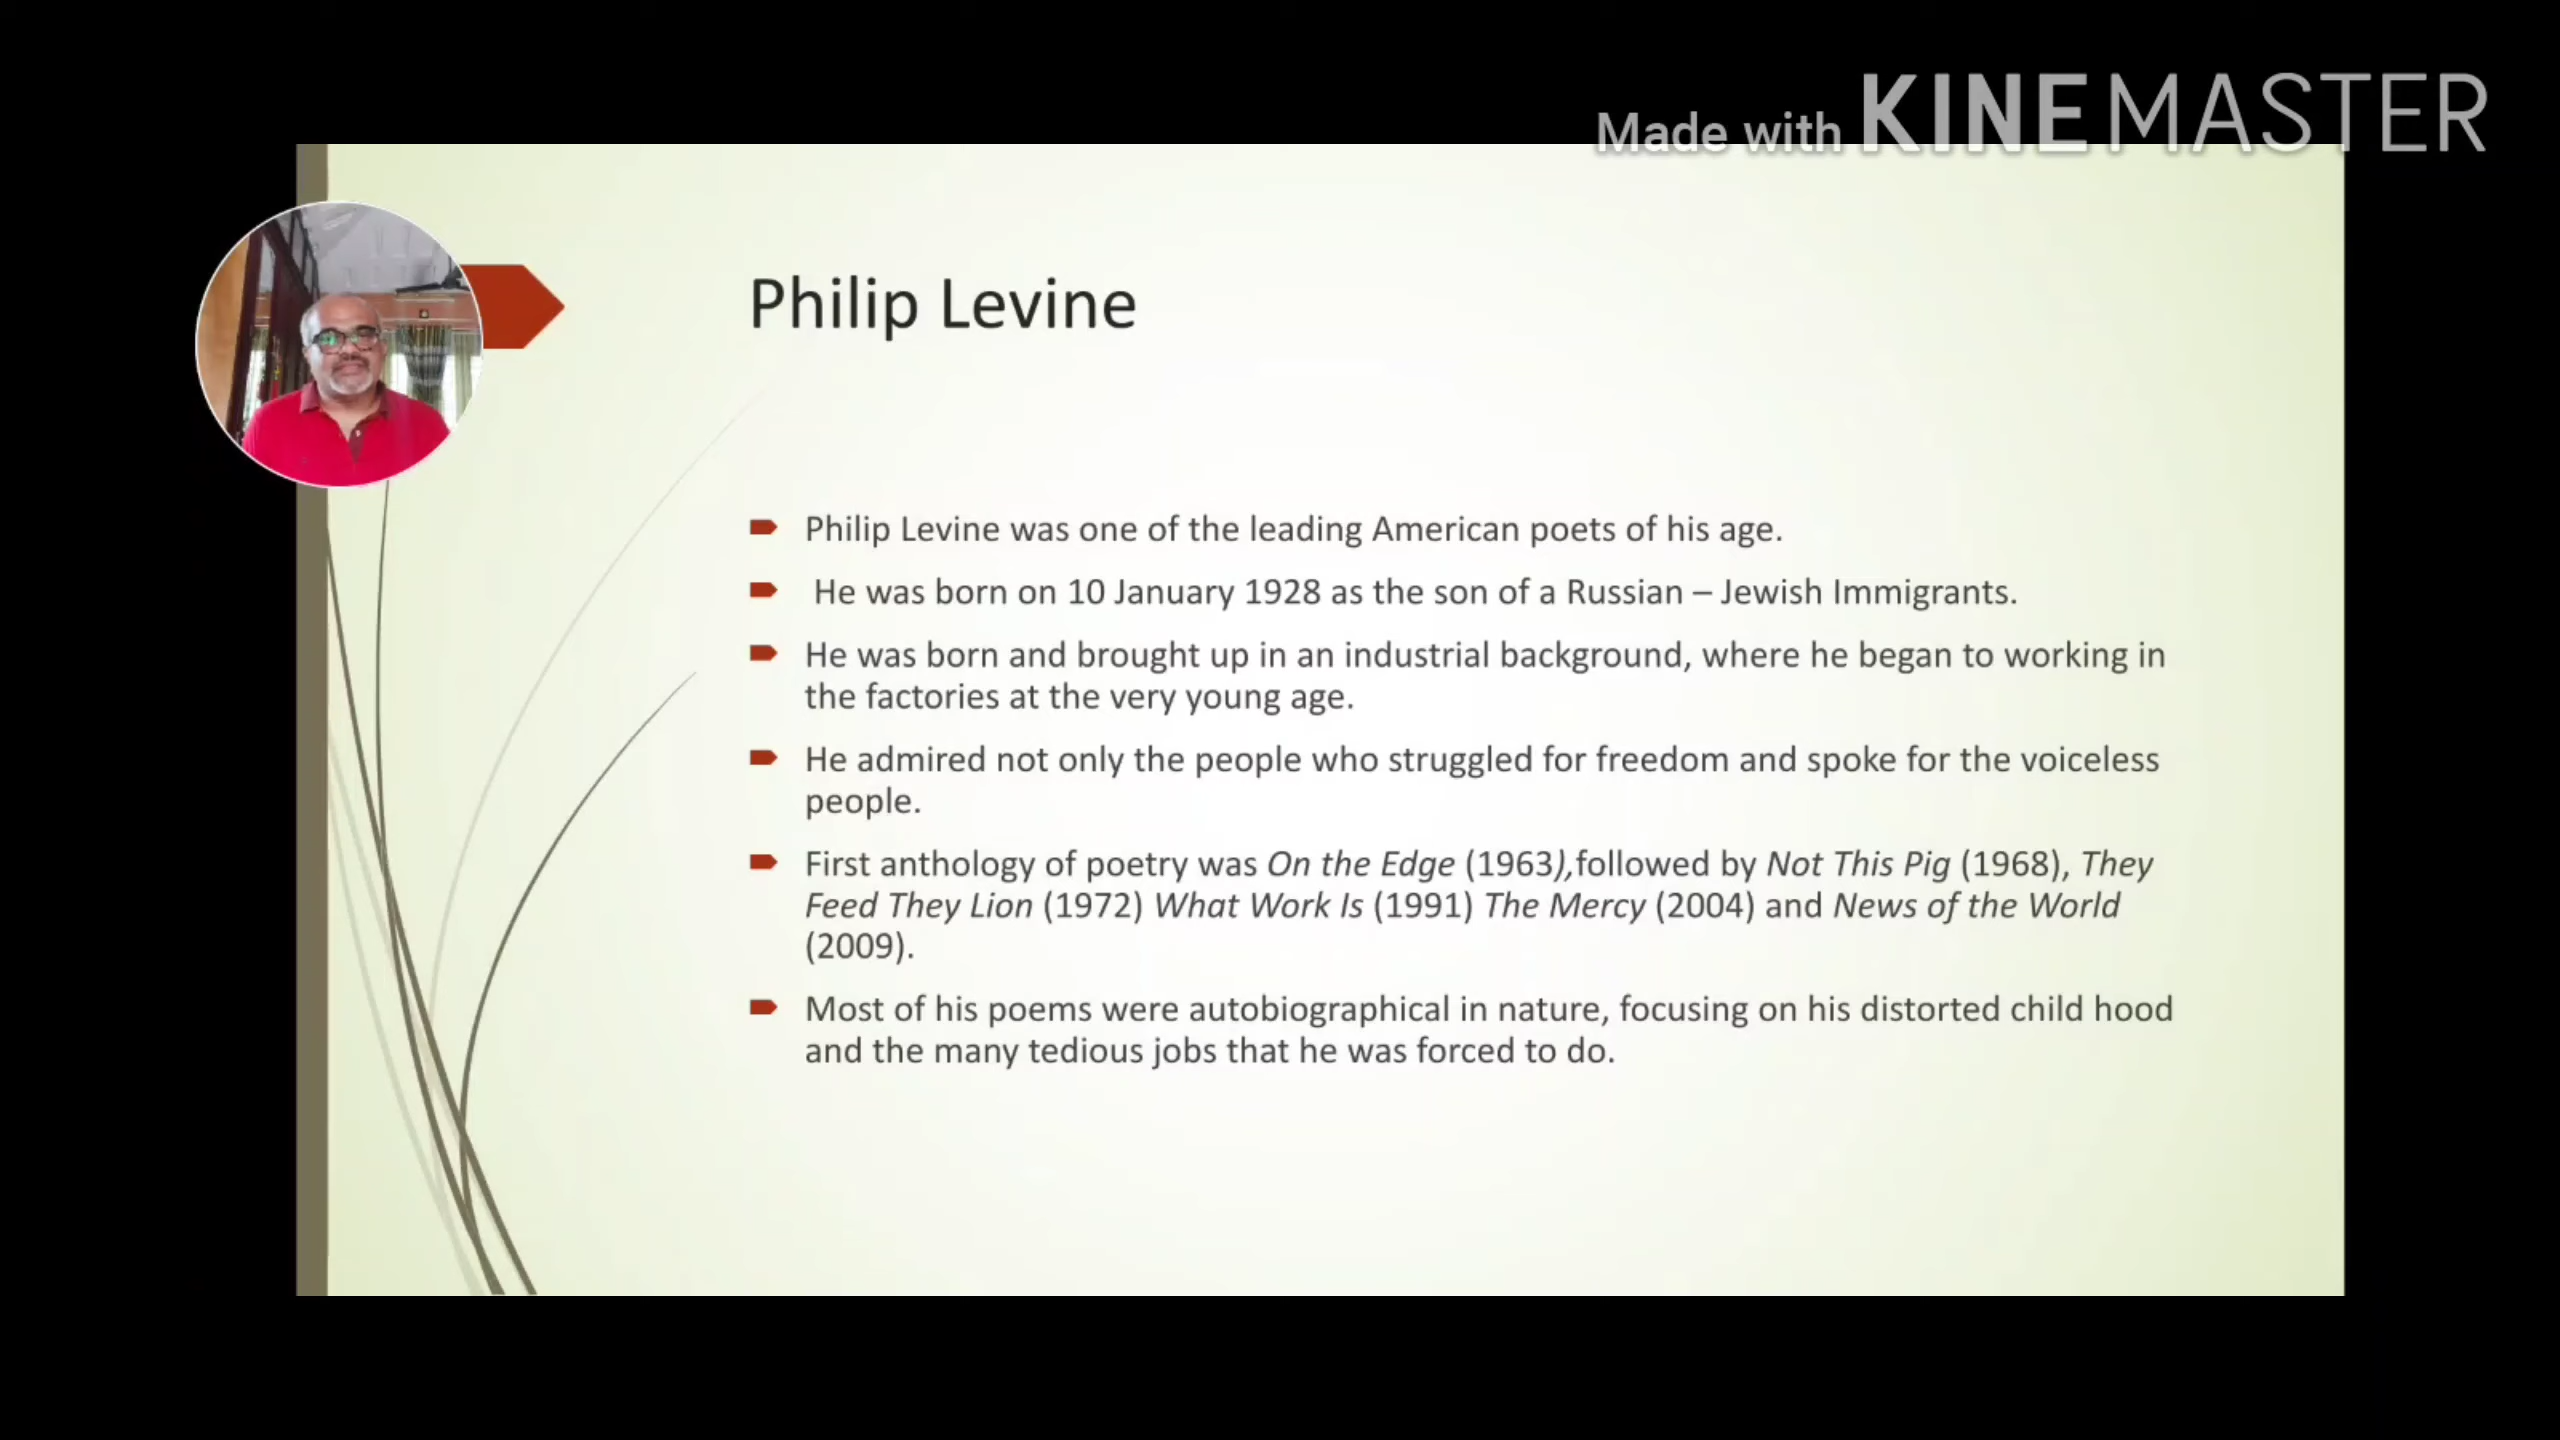 Made with KINEMASTER
Philip Levine
Philip Levine was one of the leading American poets of his age.
He was born on 10 January 1928 as the son of a Russian – Jewish Immigrants.
He was born and brought up in an industrial background, where he began to working in
the factories at the very young age.
He admired not only the people who struggled for freedom and spoke for the voiceless
people.
First anthology of poetry was On the Edge (1963),followed by Not This Pig (1968), They
Feed They Lion (1972) What Work Is (1991) The Mercy (2004) and News of the World
(2009).
Most of his poems were autobiographical in nature, focusing on his distorted child hood
and the many tedious jobs that he was forced to do.